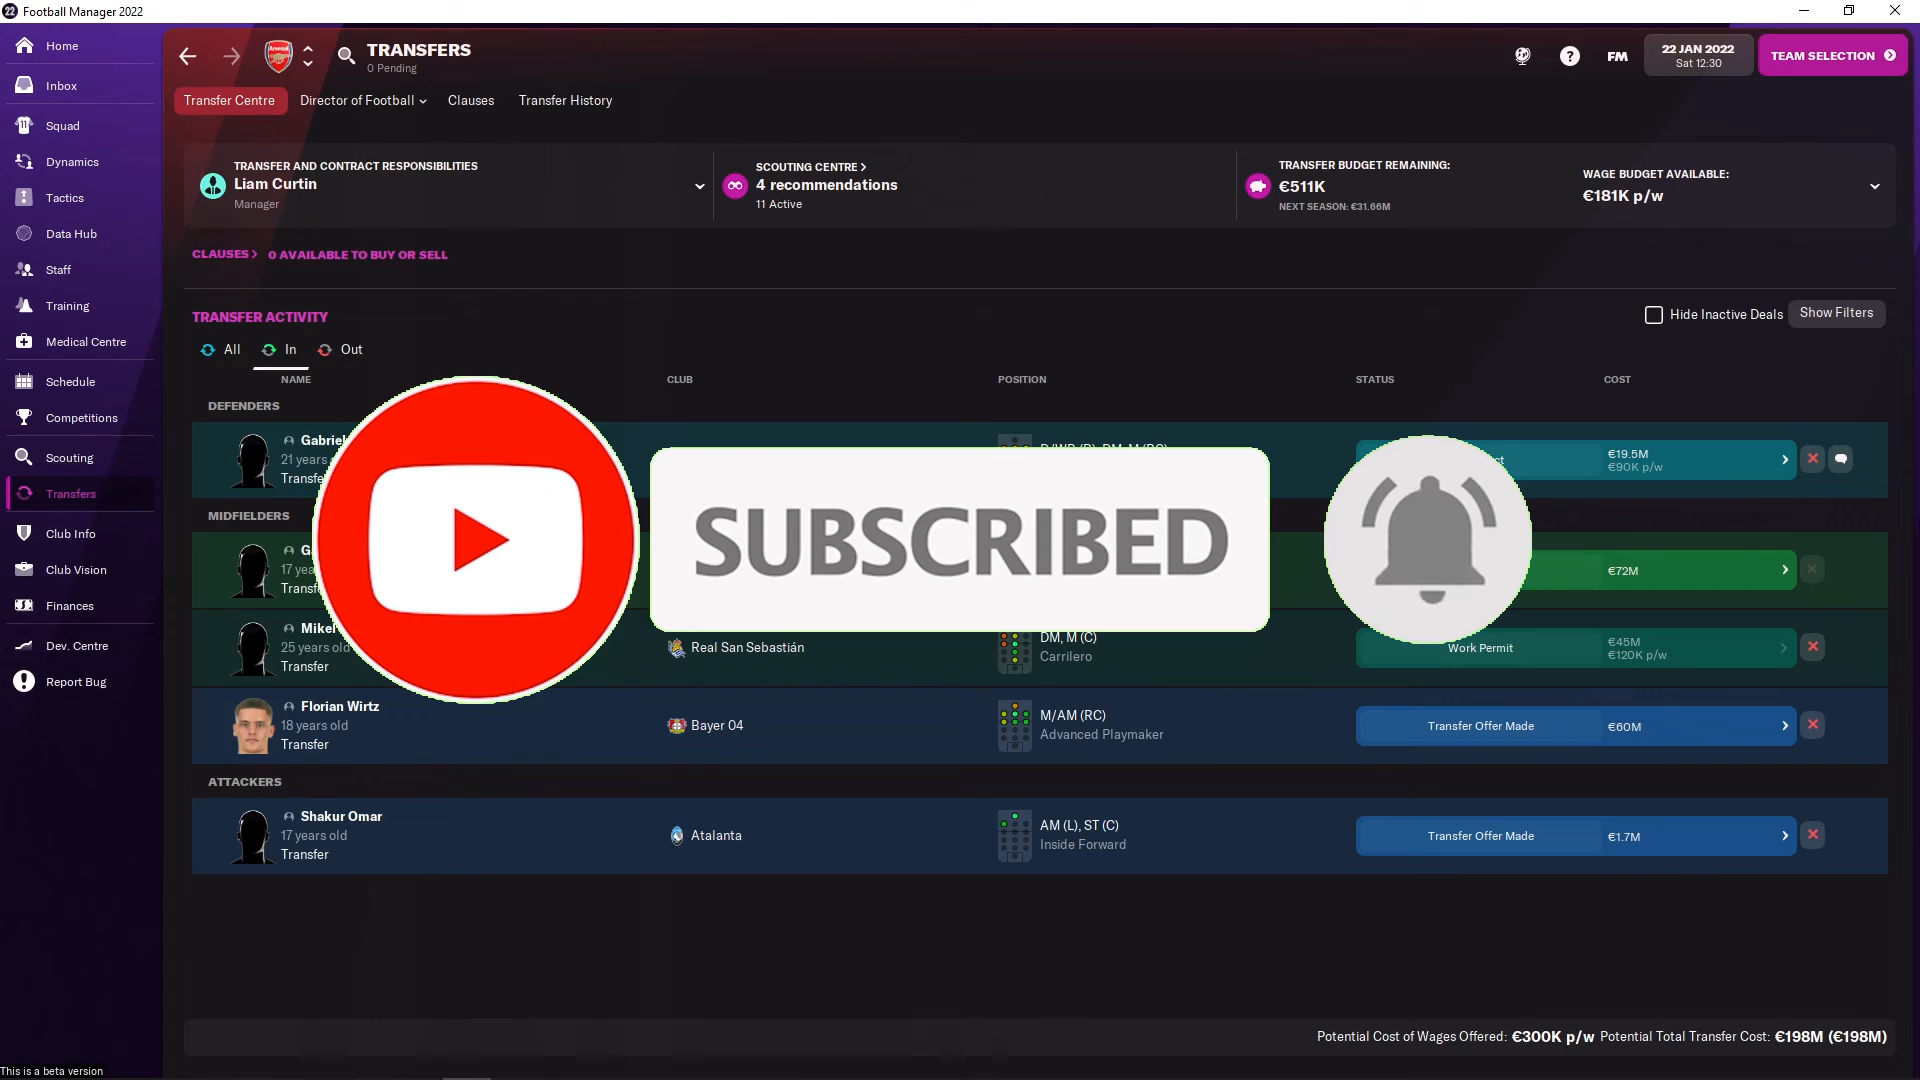 22 Football Manager 2022
Home
Inbox
Squad
Dynamics
Tactics
Data Hub
Staff
Training
Medical Centre
Schedule
Competitions
Scouting
Transfers
Club Info
Club Vision
Finances
Dev. Centre
Report Bug
This is a beta version
Arsenal
TRANSFERS
0 Pending
FM
22 JAN 2022
Sat 12:30
TEAM SELECTION
Transfer Centre
Director of Football
Clauses
Transfer History
TRANSFER AND CONTRACT RESPONSIBILITIES
Liam Curtin
Manager
SCOUTING CENTRE >
4 recommendations
11 Active
TRANSFER BUDGET REMAINING:
€511K
NEXT SEASON: €31.66M
WAGE BUDGET AVAILABLE:
€181K p/w
CLAUSES > 0 AVAILABLE TO BUY OR SELL
TRANSFER ACTIVITY
Hide Inactive Deals
Show Filters
All In Out
NAME CLUB POSITION STATUS COST
DEFENDERS
Gabriel
21 years
Transfer
€19.5M
€90K p/w
MIDFIELDERS
17
€72M
SUBSCRIBED
Mikel
25 years old
Transfer
Real San Sebastián
DM, M (C)
Carrilero
Work Permit
€45M
€120K p/w
Florian Wirtz
18 years old
Transfer
Bayer 04
M/AM (RC)
Advanced Playmaker
Transfer Offer Made
€60M
ATTACKERS
Shakur Omar
17 years old
Transfer
Atalanta
AM (L), ST (C)
Inside Forward
Transfer Offer Made
€1.7M
Potential Cost of Wages Offered: €300K p/w Potential Total Transfer Cost: €198M (€198M)